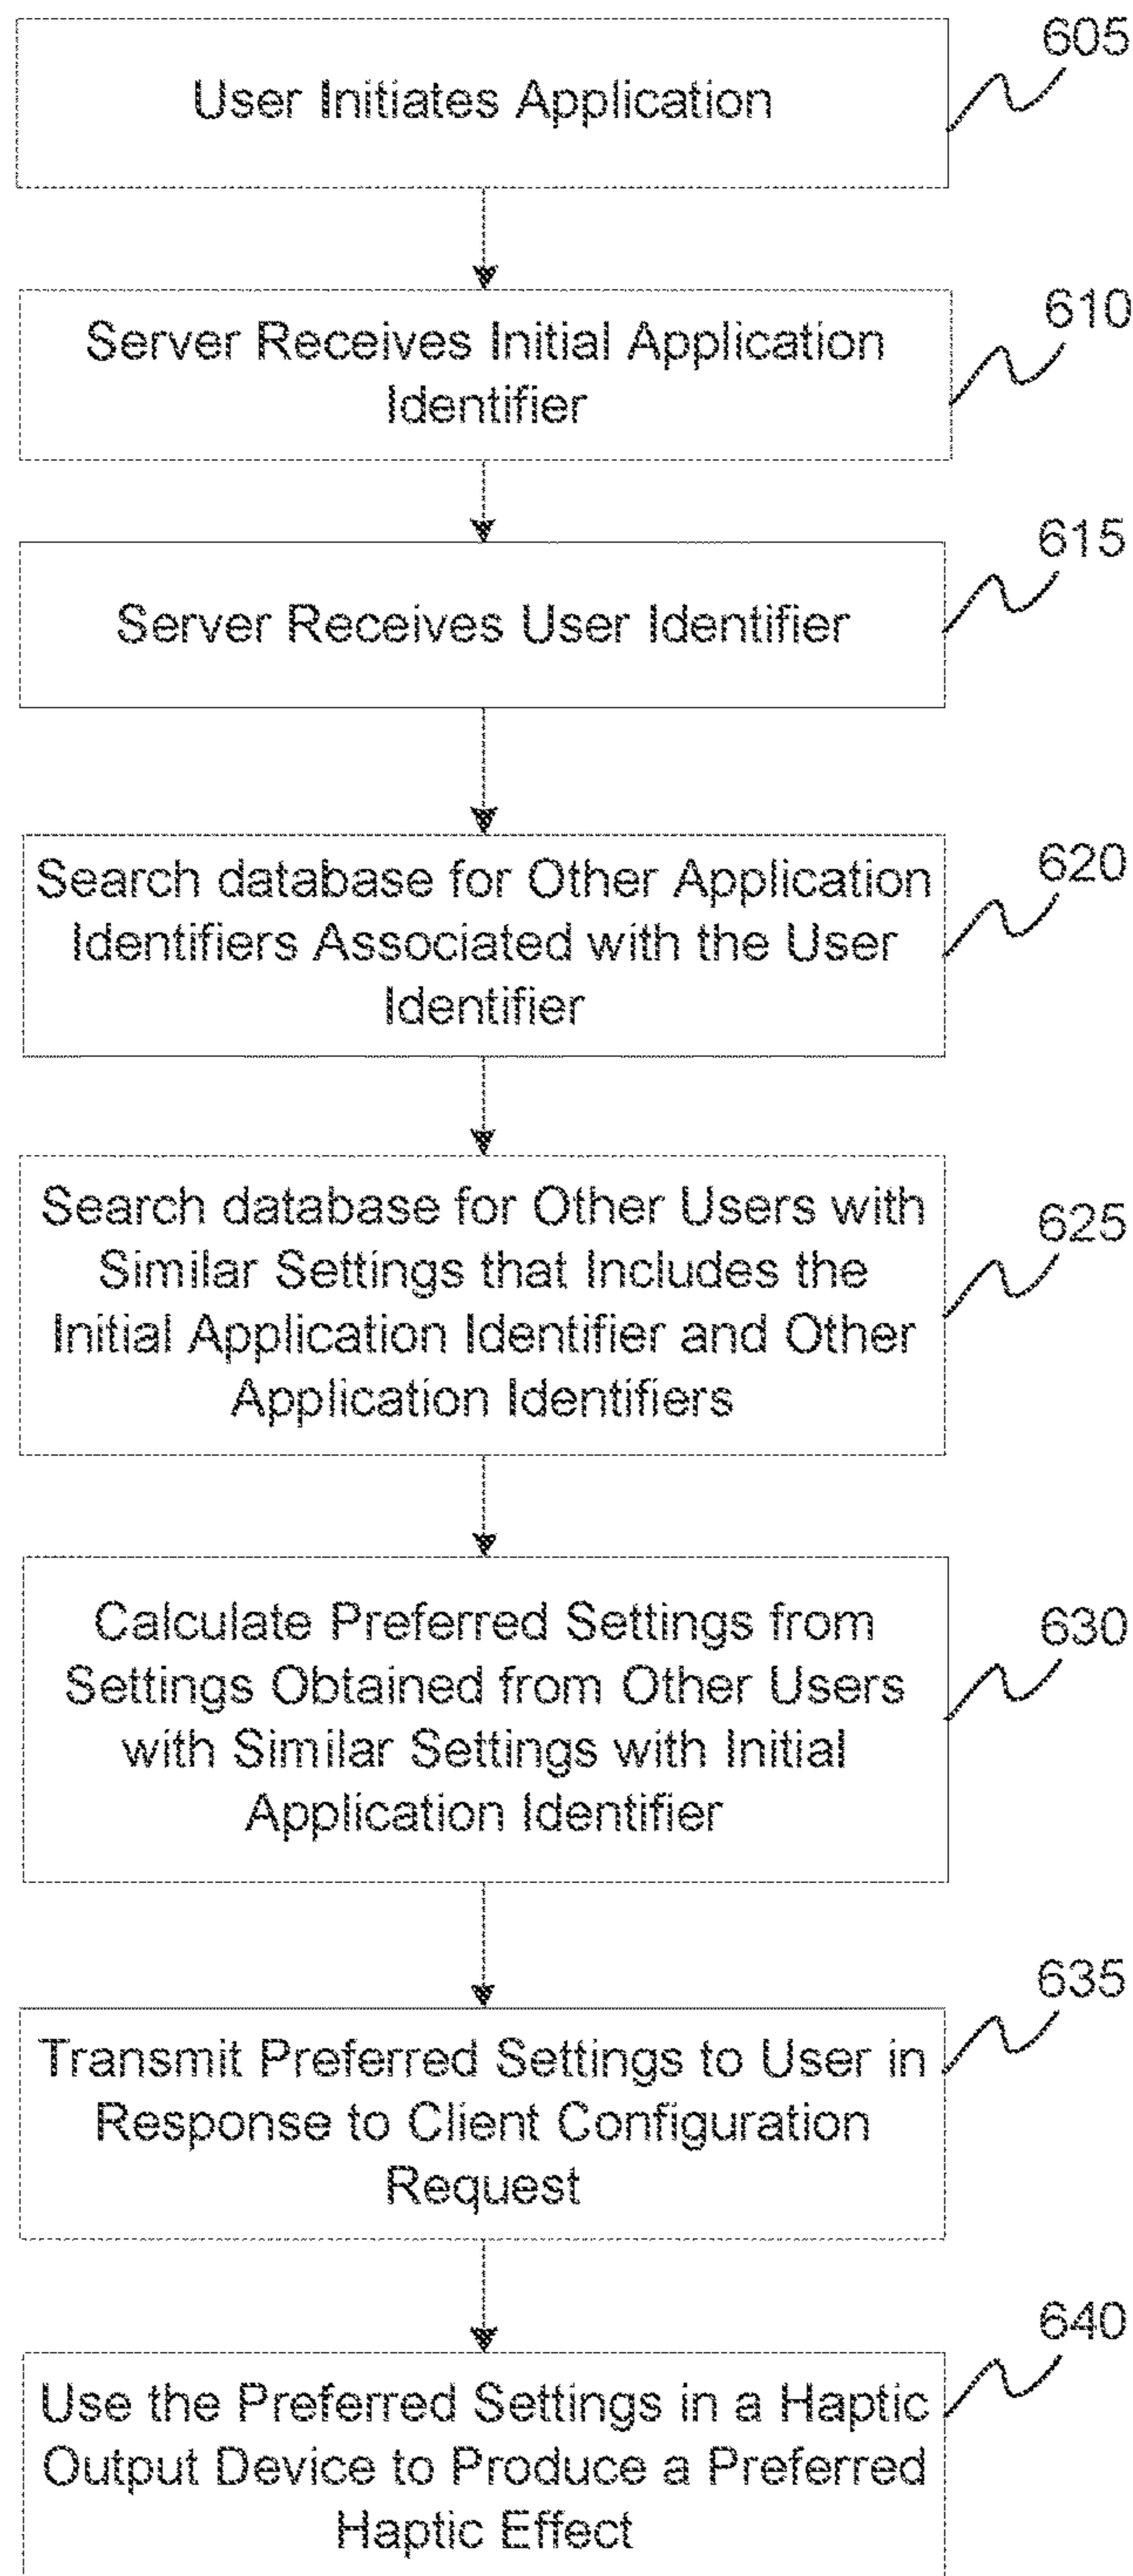 605
User Initiates Application
610
Server Receives Initial Application
Identifier
615
Server Receives User Identifier
620
Search database for Other Application
Identifiers Associated with the User
Identifier
625
Search database for Other Users with
Similar Settings that Includes the
Initial Application Identifier and Other
Application Identifiers
630
Calculate Preferred Settings from
Settings Obtained from Other Users
with Similar Settings with Initial
Application Identifier
635
Transmit Preferred Settings to User in
Response to Client Configuration
Request
640
Use the Preferred Settings in a Haptic
Output Device to Produce a Preferred
Haptic Effect